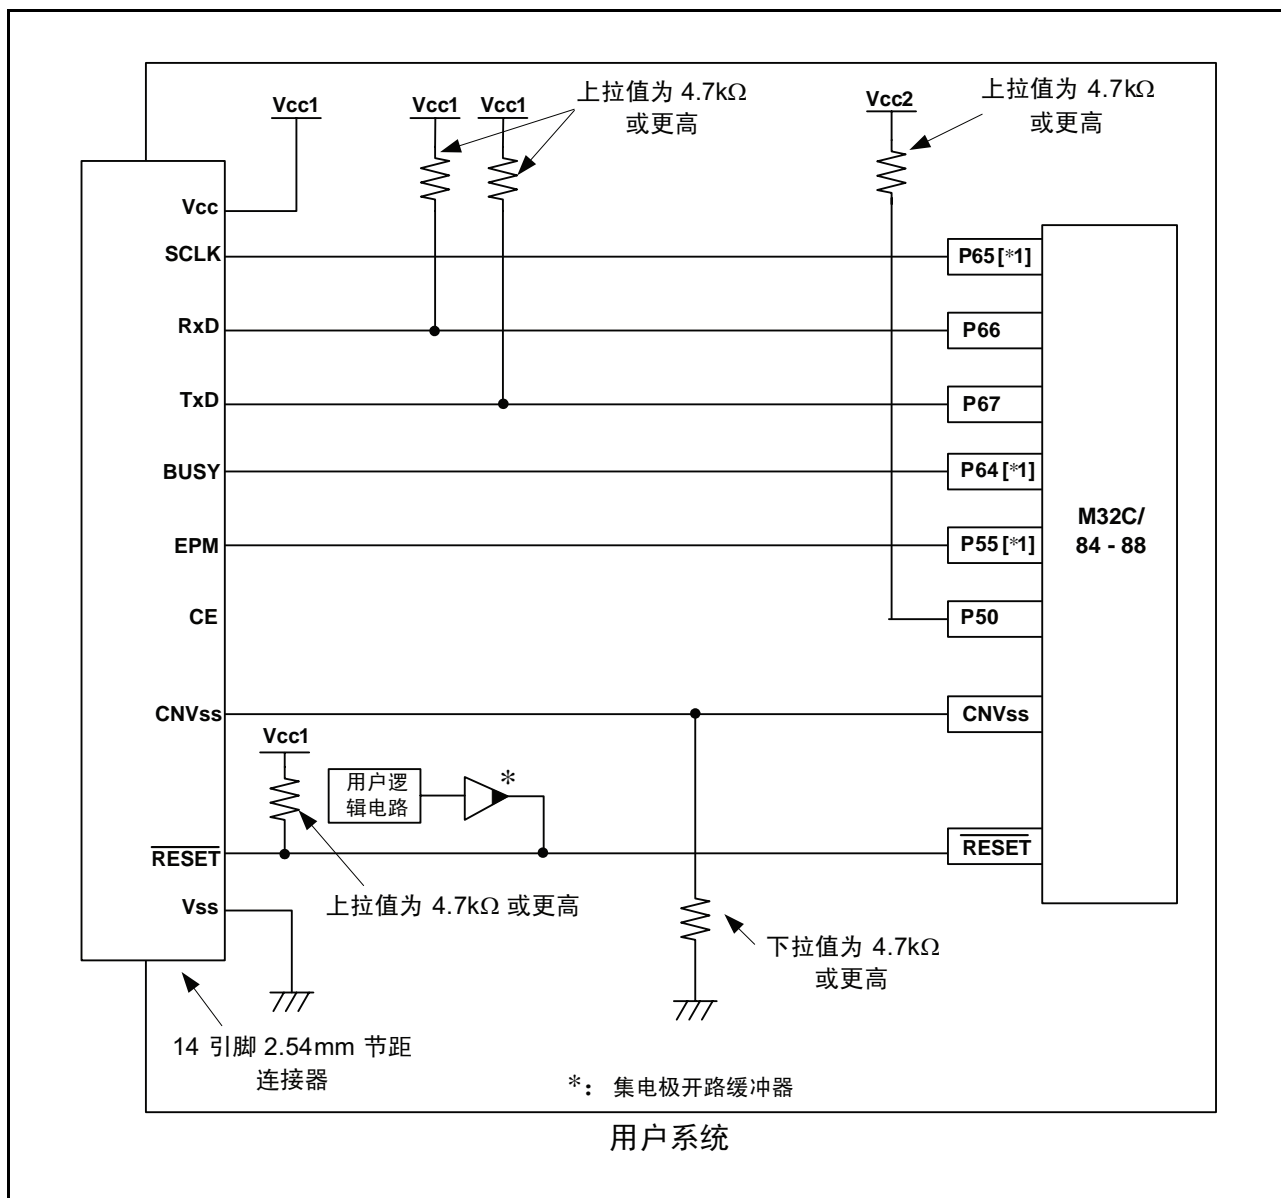 Vcc1
Vcc1
Vcc1
上拉值为 4.7kΩ
或更高
Vcc2
上拉值为 4.7kΩ
或更高
Vcc
SCLK
P65[*1]
RxD
P66
TxD
P67
BUSY
P64[*1]
EPM
P55[*1]
M32C/
84 - 88
CE
P50
CNVss
CNVss
Vcc1
用户逻
辑电路
*
RESET
RESET
Vss
上拉值为 4.7kΩ 或更高
下拉值为 4.7kΩ
或更高
14 引脚 2.54mm 节距
连接器
*： 集电极开路缓冲器
用户系统